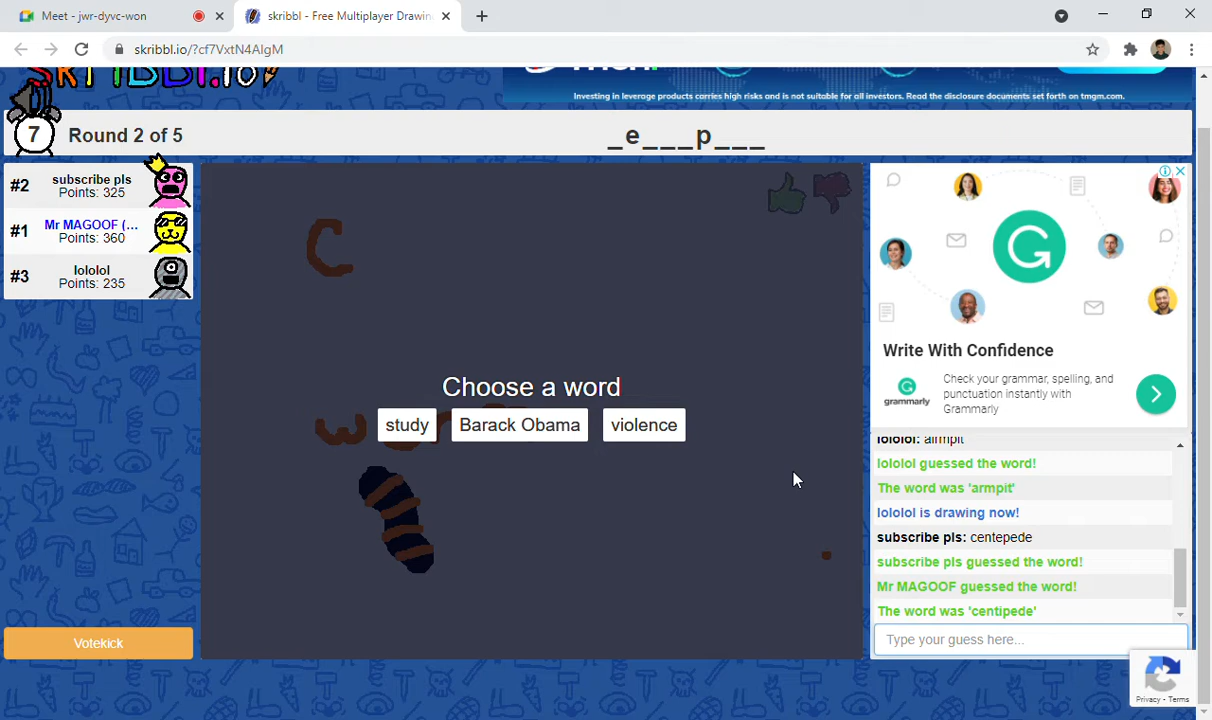 Meet - jwr-dyvc-won
skribbl - Free Multiplayer Drawin
skribbl.io/?cf7VxtN4AIgM
SKRIBBL.io
Investing in leverage products carries high risks and is not suitable for all investors. Read the disclosure documents set forth on tmgm.com.
7
Round 2 of 5
_e___p___
#2
subscribe pls
Points: 325
#1
Mr MAGOOF (...
Points: 360
#3
lololol
Points: 235
C
Choose a word
study
Barack Obama
violence
wor
G
Write With Confidence
grammarly
Check your grammar, spelling, and
punctuation instantly with
Grammarly
lololol: airmpit
lololol guessed the word!
The word was 'armpit'
lololol is drawing now!
subscribe pls: centepede
subscribe pls guessed the word!
Mr MAGOOF guessed the word!
The word was 'centipede'
Type your guess here...
Votekick
Privacy - Terms